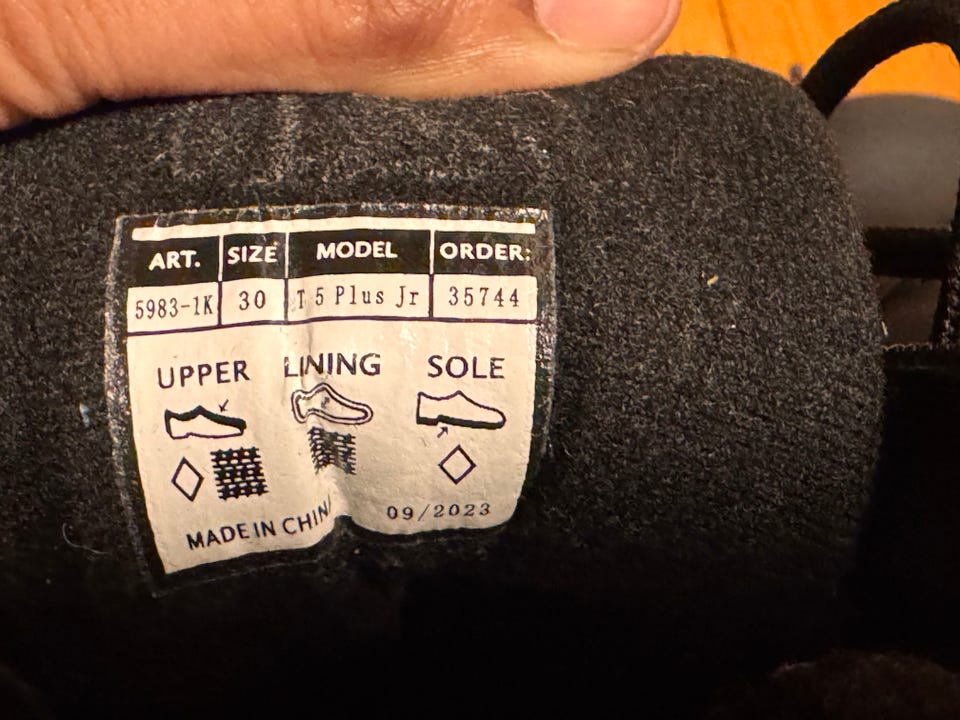 ART. SIZE MODEL ORDER:
5983-1K 30 T 5 Plus Jr 35744
UPPER LINING SOLE
MADE IN CHINA 09/2023